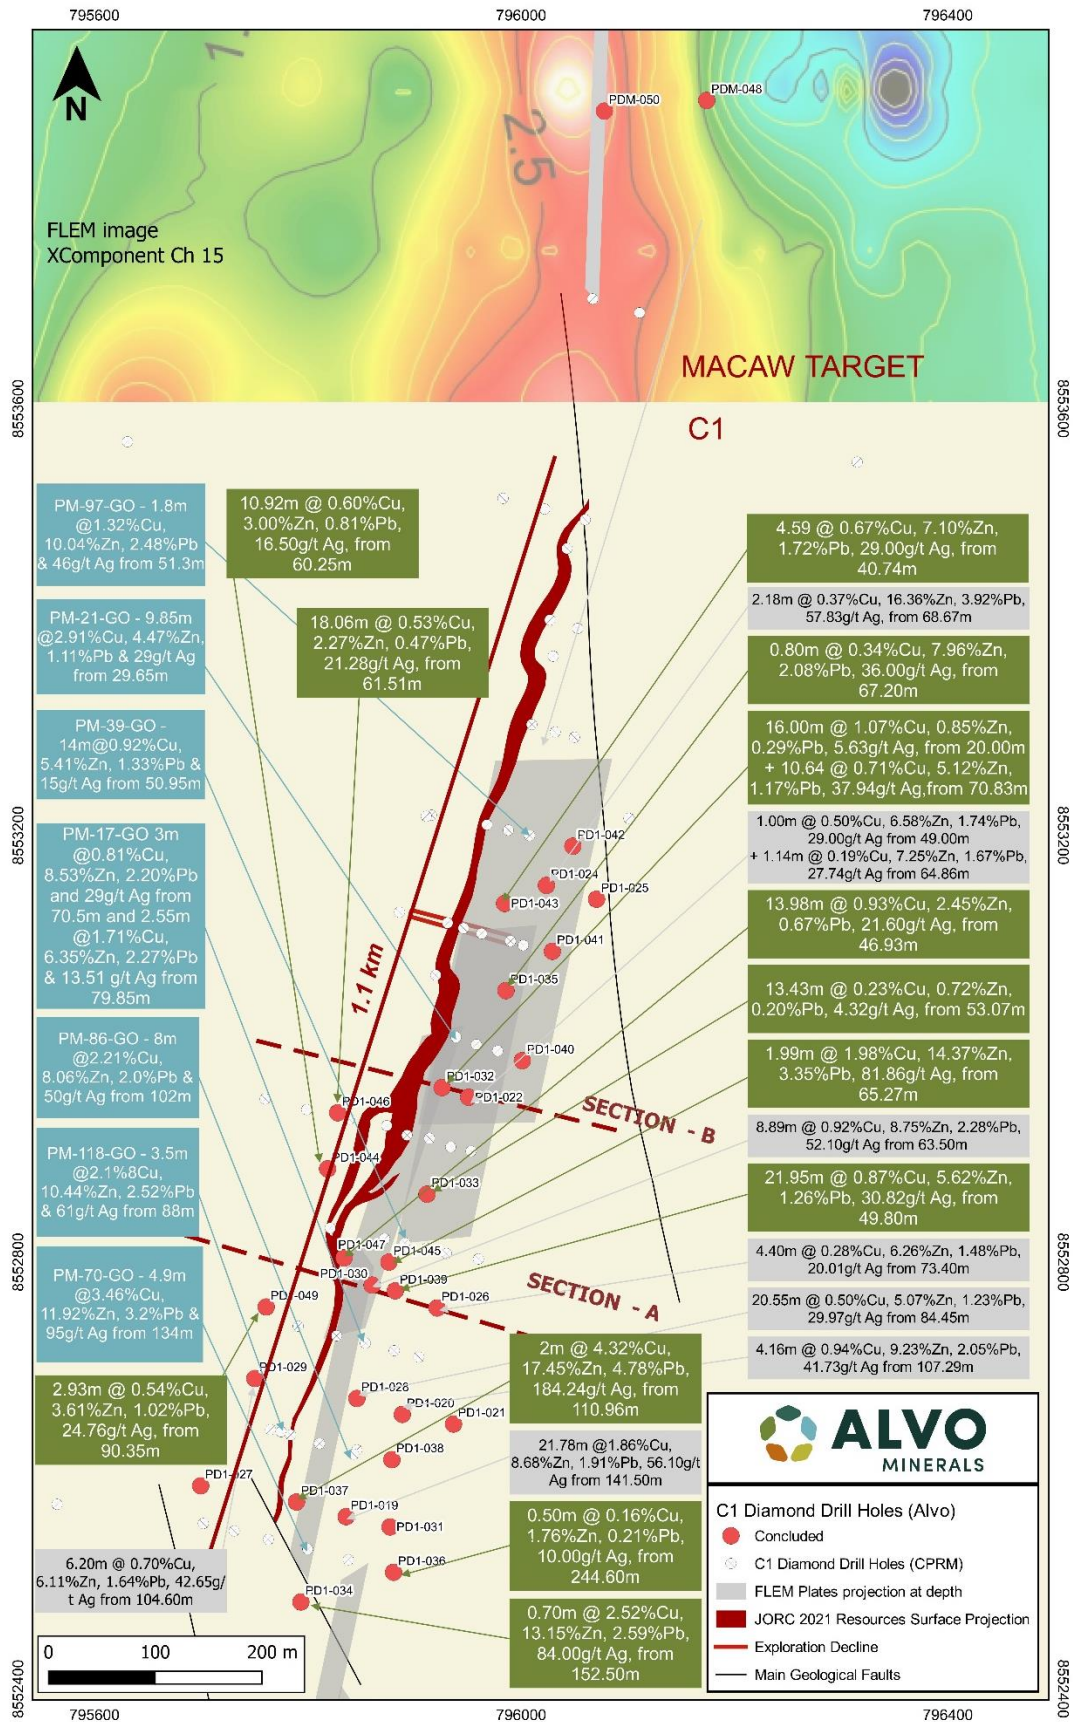 795600
796000
796400
N
-1
2.5
PDM-050
PDM-048
FLEM image
XComponent Ch 15
MACAW TARGET
C1
8553600
8553600
PM-97-GO - 1.8m
@1.32%Cu,
10.04%Zn, 2.48%Pb
& 46g/t Ag from 51.3m
10.92m @ 0.60%Cu,
3.00%Zn, 0.81%Pb,
16.50g/t Ag, from
60.25m
4.59 @ 0.67%Cu, 7.10%Zn,
1.72%Pb, 29.00g/t Ag, from
40.74m
2.18m @ 0.37%Cu, 16.36%Zn, 3.92%Pb,
57.83g/t Ag, from 68.67m
PM-21-GO - 9.85m
@2.91%Cu, 4.47%Zn,
1.11%Pb & 29g/t Ag
from 29.65m
18.06m @ 0.53%Cu,
2.27%Zn, 0.47%Pb,
21.28g/t Ag, from
61.51m
0.80m @ 0.34%Cu, 7.96%Zn,
2.08%Pb, 36.00g/t Ag, from
67.20m
PM-39-GO -
14m@0.92%Cu,
5.41%Zn, 1.33%Pb &
15g/t Ag from 50.95m
16.00m @ 1.07%Cu, 0.85%Zn,
0.29%Pb, 5.63g/t Ag, from 20.00m
+ 10.64 @ 0.71%Cu, 5.12%Zn,
1.17%Pb, 37.94g/t Ag,from 70.83m
PM-17-GO 3m
@0.81%Cu,
8.53%Zn, 2.20%Pb
and 29g/t Ag from
70.5m and 2.55m
@1.71%Cu,
6.35%Zn, 2.27%Pb
& 13.51 g/t Ag from
79.85m
1.00m @ 0.50%Cu, 6.58%Zn, 1.74%Pb,
29.00g/t Ag from 49.00m
+ 1.14m @ 0.19%Cu, 7.25%Zn, 1.67%Pb,
27.74g/t Ag from 64.86m
8553200
8553200
PD1-042
PD1-024
PD1-025
PD1-043
PD1-041
PD1-035
1.1 km
13.98m @ 0.93%Cu, 2.45%Zn,
0.67%Pb, 21.60g/t Ag, from
46.93m
13.43m @ 0.23%Cu, 0.72%Zn,
0.20%Pb, 4.32g/t Ag, from 53.07m
PM-86-GO - 8m
@2.21%Cu,
8.06%Zn, 2.0%Pb &
50g/t Ag from 102m
PD1-040
PD1-032
PD1-022
PD1-046
SECTION - B
1.99m @ 1.98%Cu, 14.37%Zn,
3.35%Pb, 81.86g/t Ag, from
65.27m
8.89m @ 0.92%Cu, 8.75%Zn, 2.28%Pb,
52.10g/t Ag from 63.50m
PM-118-GO - 3.5m
@2.1%8Cu,
10.44%Zn, 2.52%Pb
& 61g/t Ag from 88m
PD1-044
PD1-033
21.95m @ 0.87%Cu, 5.62%Zn,
1.26%Pb, 30.82g/t Ag, from
49.80m
8552800
8552800
PD1-047
PD1-045
PD1-030
PD1-039
PD1-026
PD1-049
SECTION - A
4.40m @ 0.28%Cu, 6.26%Zn, 1.48%Pb,
20.01g/t Ag from 73.40m
PM-70-GO - 4.9m
@3.46%Cu,
11.92%Zn, 3.2%Pb &
95g/t Ag from 134m
20.55m @ 0.50%Cu, 5.07%Zn, 1.23%Pb,
29.97g/t Ag from 84.45m
4.16m @ 0.94%Cu, 9.23%Zn, 2.05%Pb,
41.73g/t Ag from 107.29m
PD1-029
PD1-028
PD1-020
PD1-021
2.93m @ 0.54%Cu,
3.61%Zn, 1.02%Pb,
24.76g/t Ag, from
90.35m
2m @ 4.32%Cu,
17.45%Zn, 4.78%Pb,
184.24g/t Ag, from
110.96m
PD1-038
PD1-027
PD1-037
PD1-019
PD1-031
PD1-036
PD1-034
21.78m @1.86%Cu,
8.68%Zn, 1.91%Pb, 56.10g/t
Ag from 141.50m
0.50m @ 0.16%Cu,
1.76%Zn, 0.21%Pb,
10.00g/t Ag, from
244.60m
6.20m @ 0.70%Cu,
6.11%Zn, 1.64%Pb, 42.65g/
t Ag from 104.60m
0.70m @ 2.52%Cu,
13.15%Zn, 2.59%Pb,
84.00g/t Ag, from
152.50m
ALVO
MINERALS
C1 Diamond Drill Holes (Alvo)
Concluded
C1 Diamond Drill Holes (CPRM)
FLEM Plates projection at depth
JORC 2021 Resources Surface Projection
Exploration Decline
Main Geological Faults
0 100 200 m
8552400
8552400
795600
796000
796400